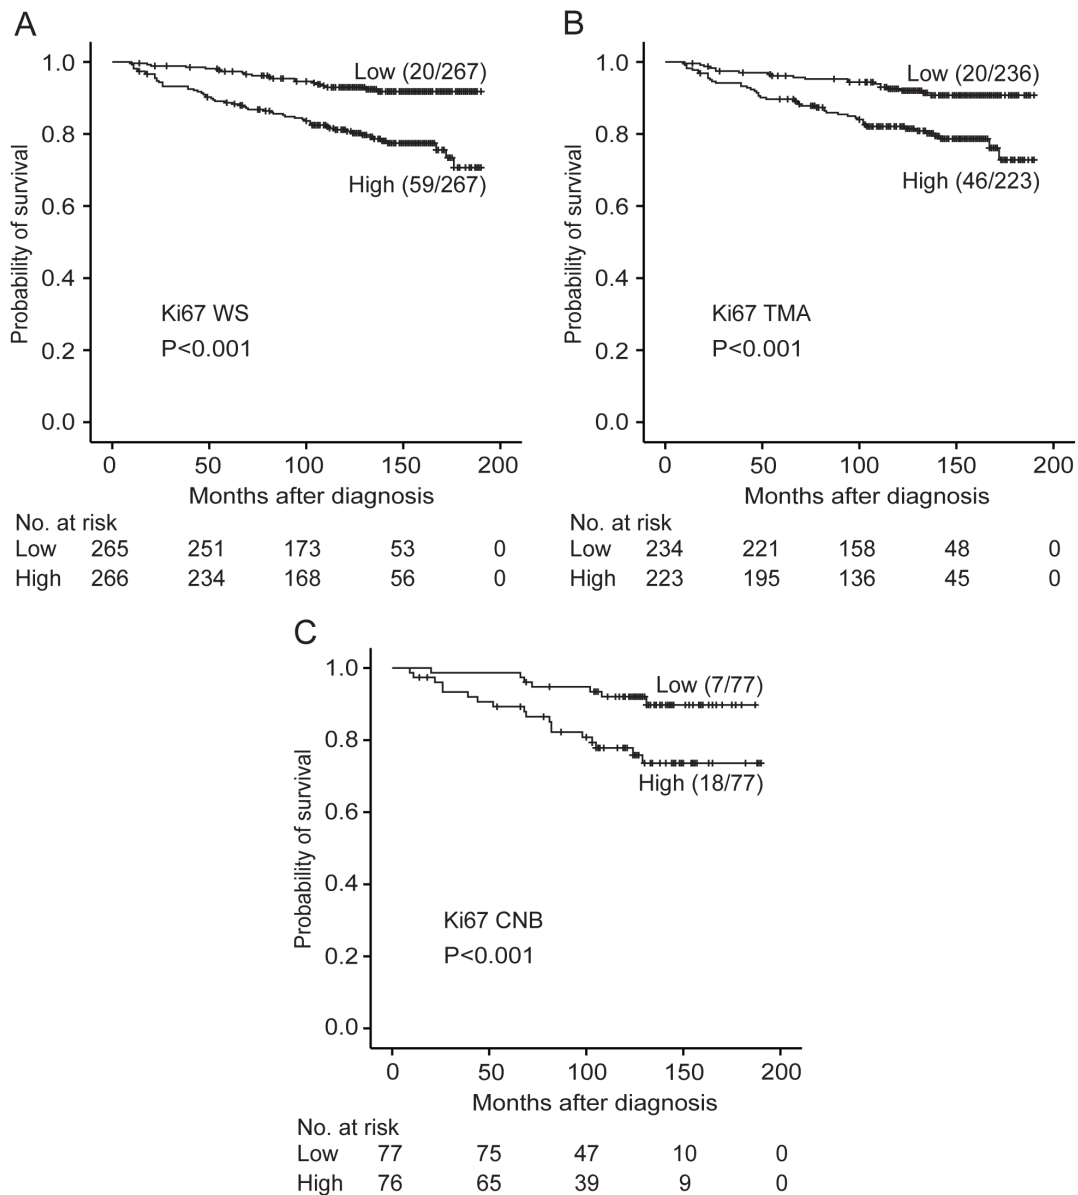 A
Probability of survival
1.0
0.8
0.6
0.4
0.2
0.0
Low (20/267)
High (59/267)
Ki67 WS
P<0.001
0 50 100 150 200
Months after diagnosis
No. at risk
Low 265 251 173 53 0
High 266 234 168 56 0
B
Probability of survival
1.0
0.8
0.6
0.4
0.2
0.0
Low (20/236)
High (46/223)
Ki67 TMA
P<0.001
0 50 100 150 200
Months after diagnosis
No. at risk
Low 234 221 158 48 0
High 223 195 136 45 0
C
Probability of survival
1.0
0.8
0.6
0.4
0.2
0.0
Low (7/77)
High (18/77)
Ki67 CNB
P<0.001
0 50 100 150 200
Months after diagnosis
No. at risk
Low 77 75 47 10 0
High 76 65 39 9 0